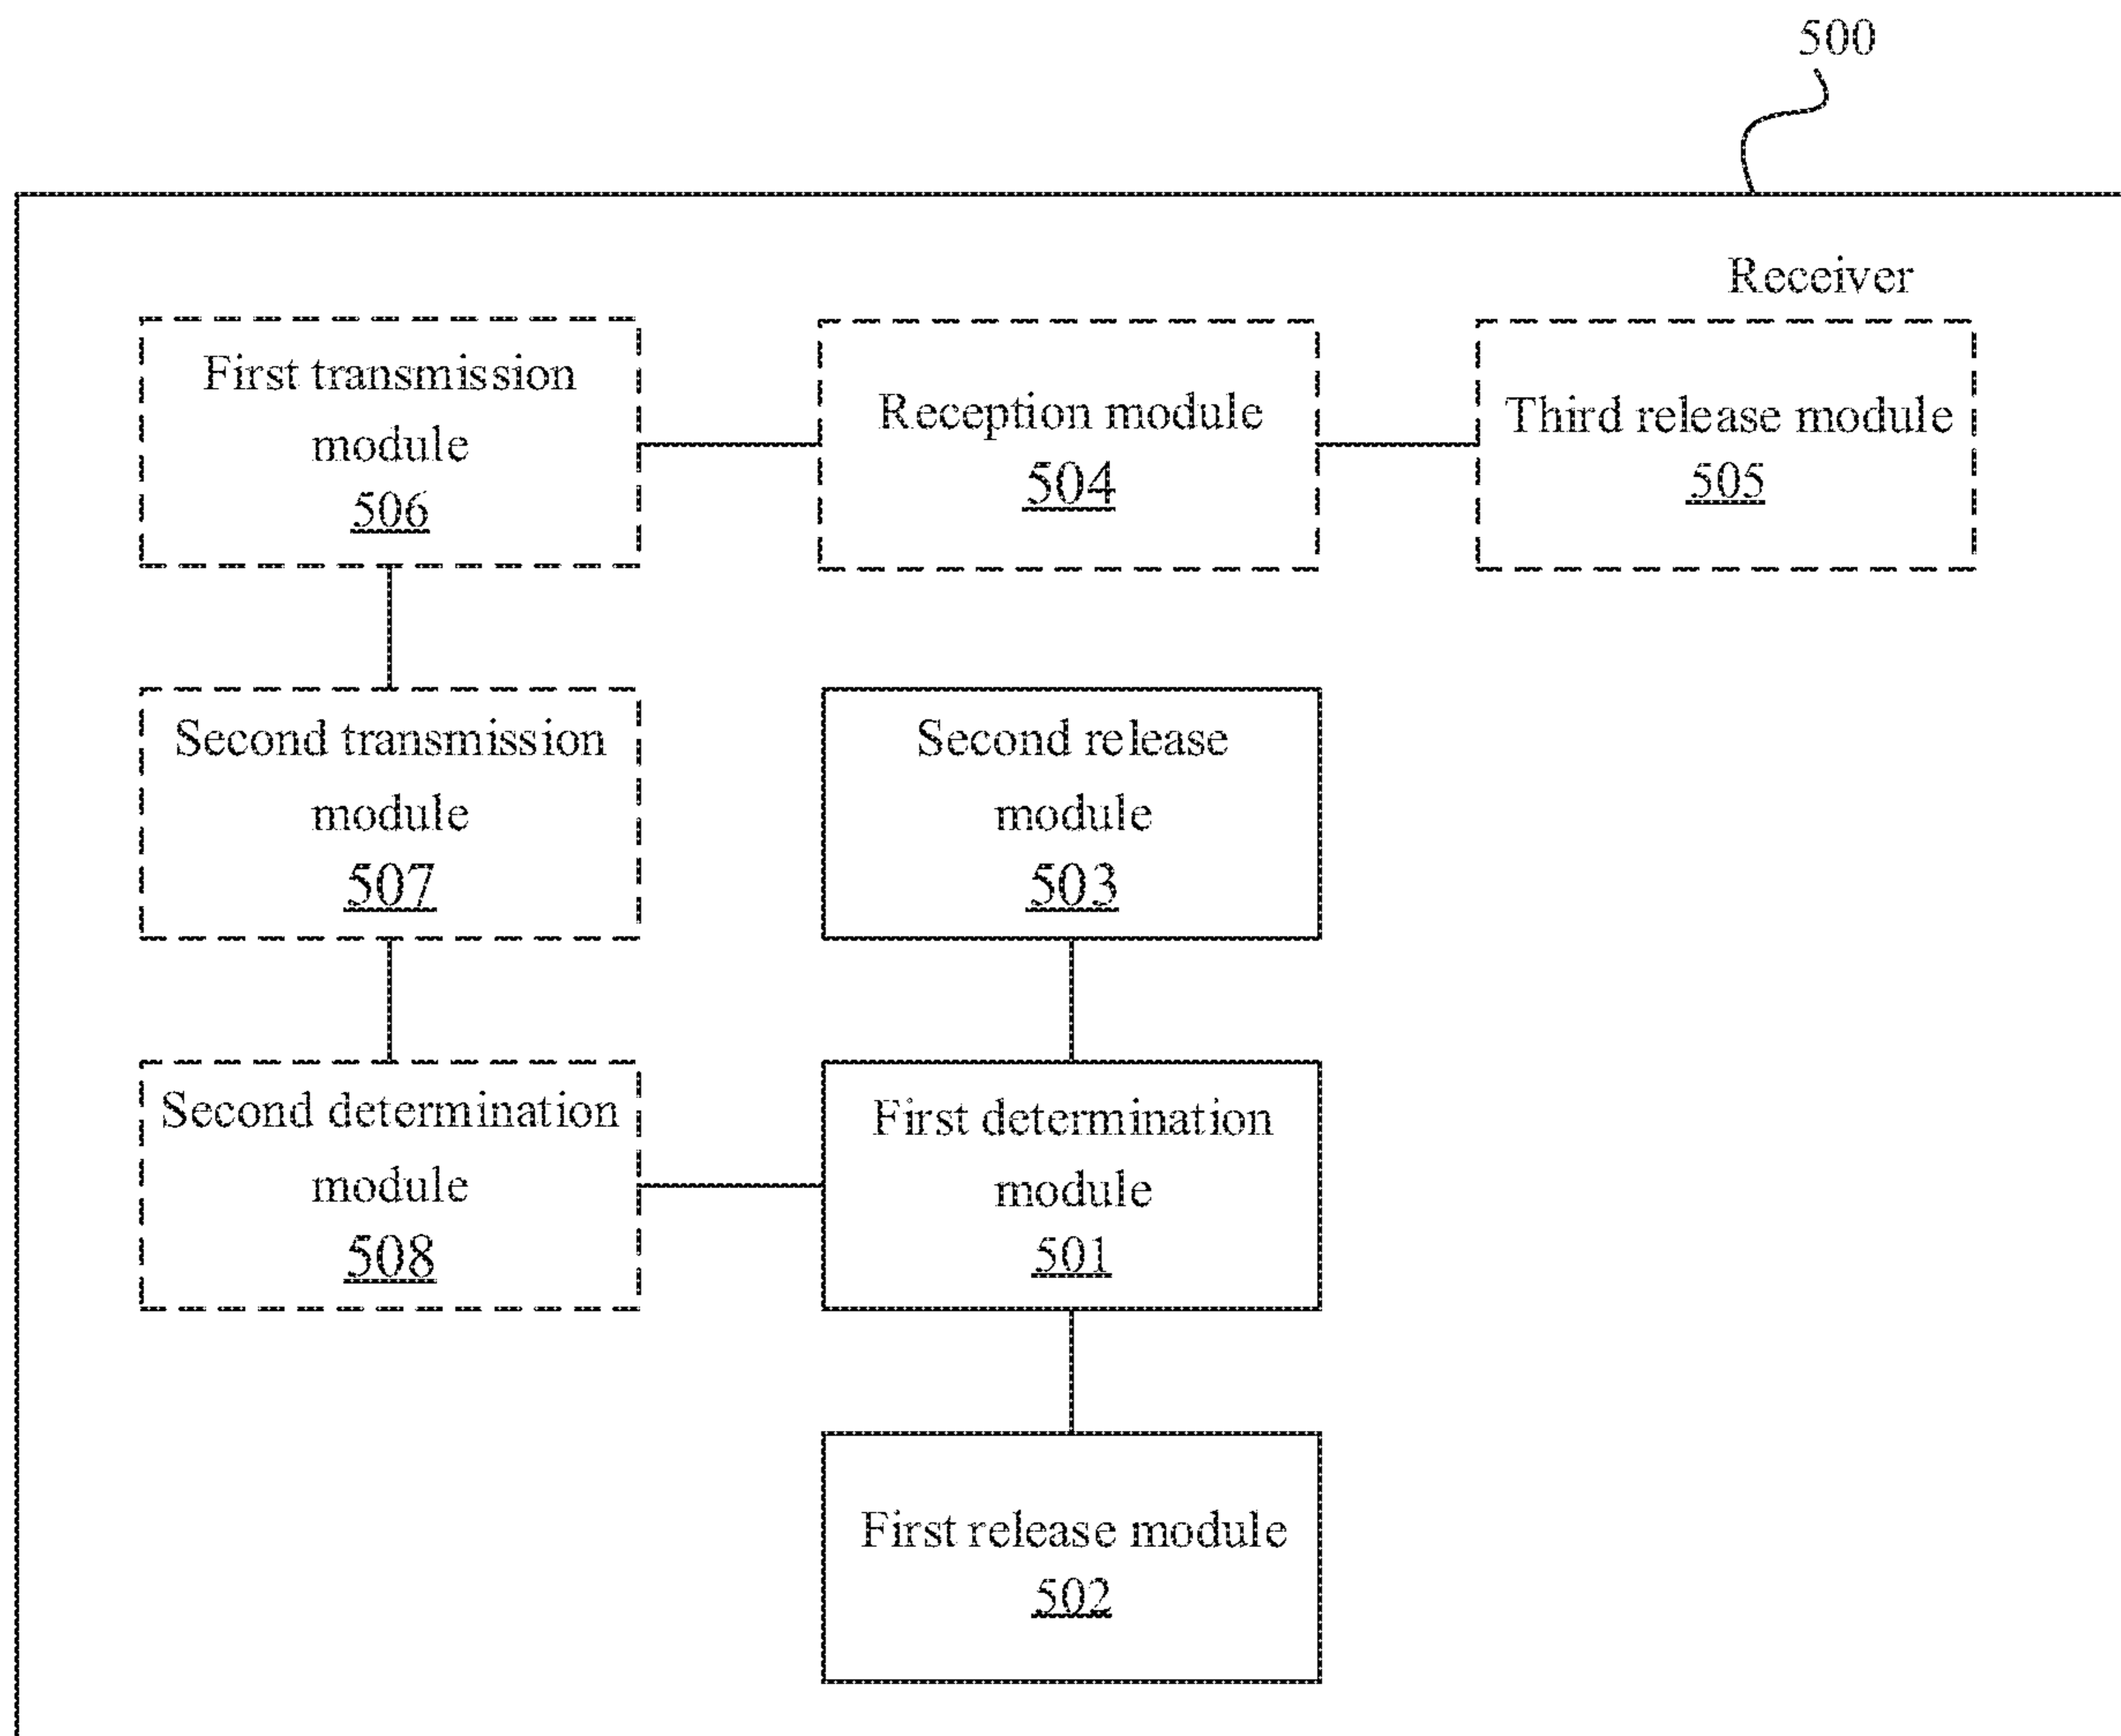 500
Receiver
First transmission
module
506
Reception module
504
Third release module
505
Second transmission
module
507
Second release
module
503
Second determination
module
508
First determination
module
501
First release module
502